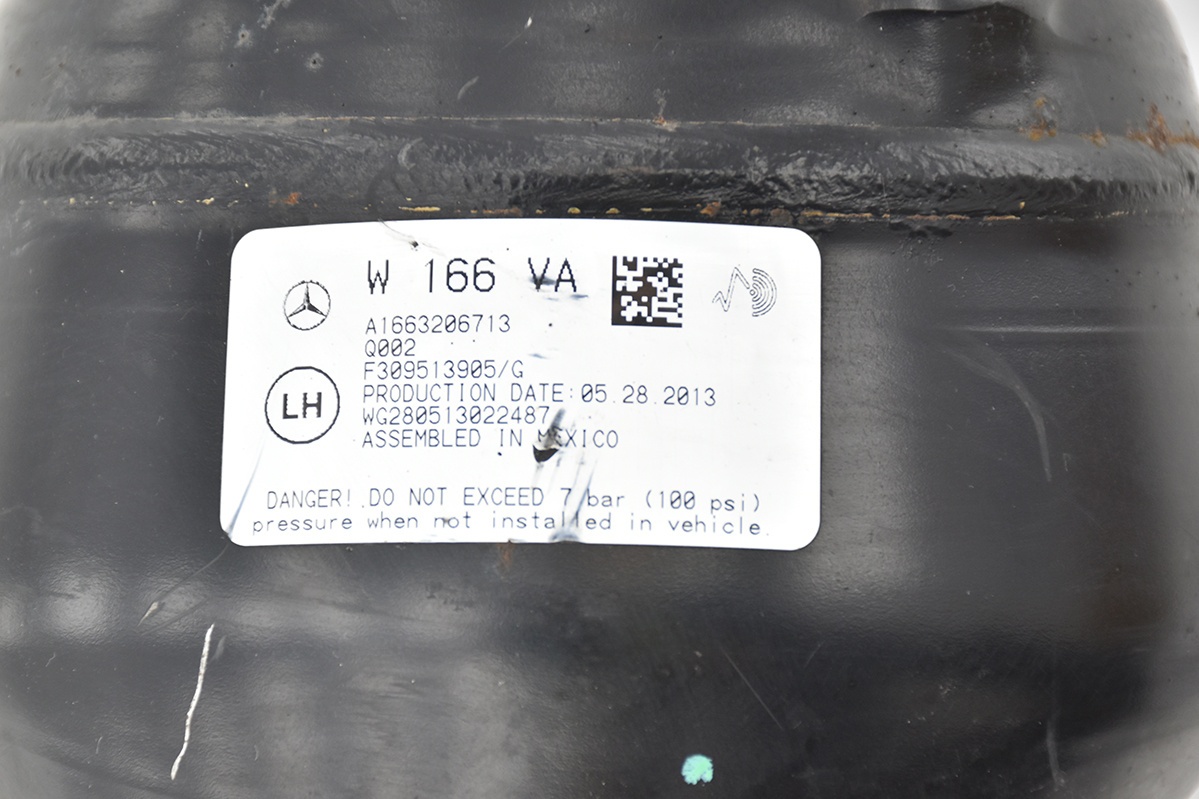 W 166 VA
A1663206713
Q002
F309513905/G
LH
PRODUCTION DATE:05.28.2013
WG280513022487
ASSEMBLED IN MEXICO
DANGER! DO NOT EXCEED 7 bar (100 psi)
pressure when not installed in vehicle.